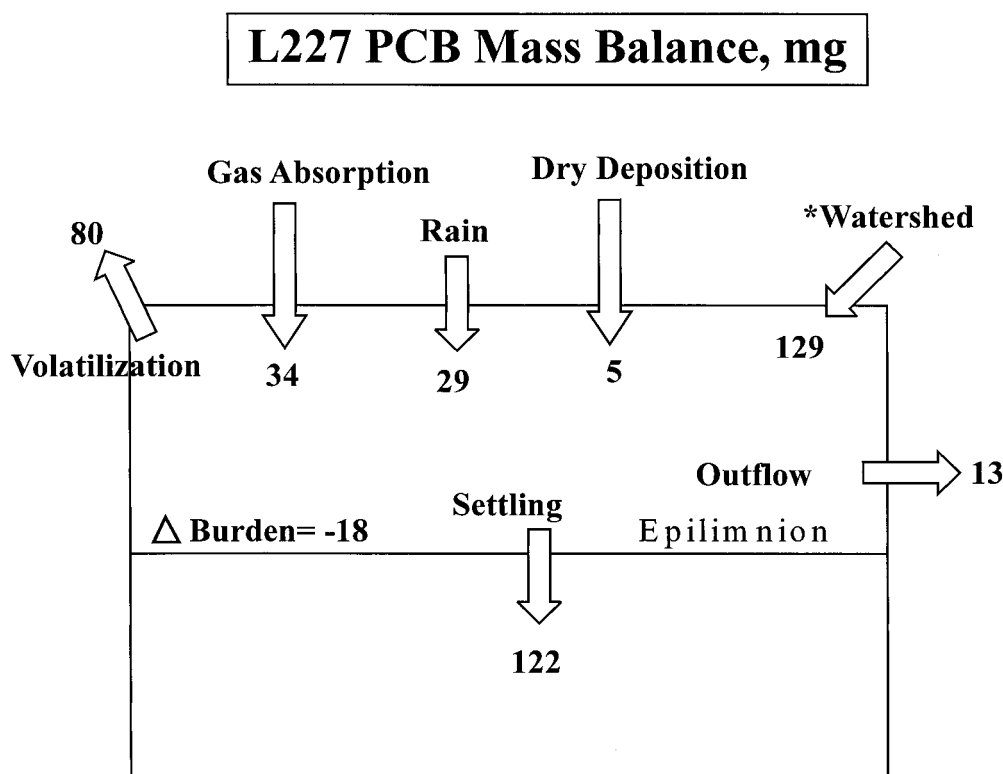 L227 PCB Mass Balance, mg
Gas Absorption
Dry Deposition
*Watershed
80
Rain
Volatilization
34
29
5
129
Outflow
13
Settling
△ Burden= -18
Epilimnion
122